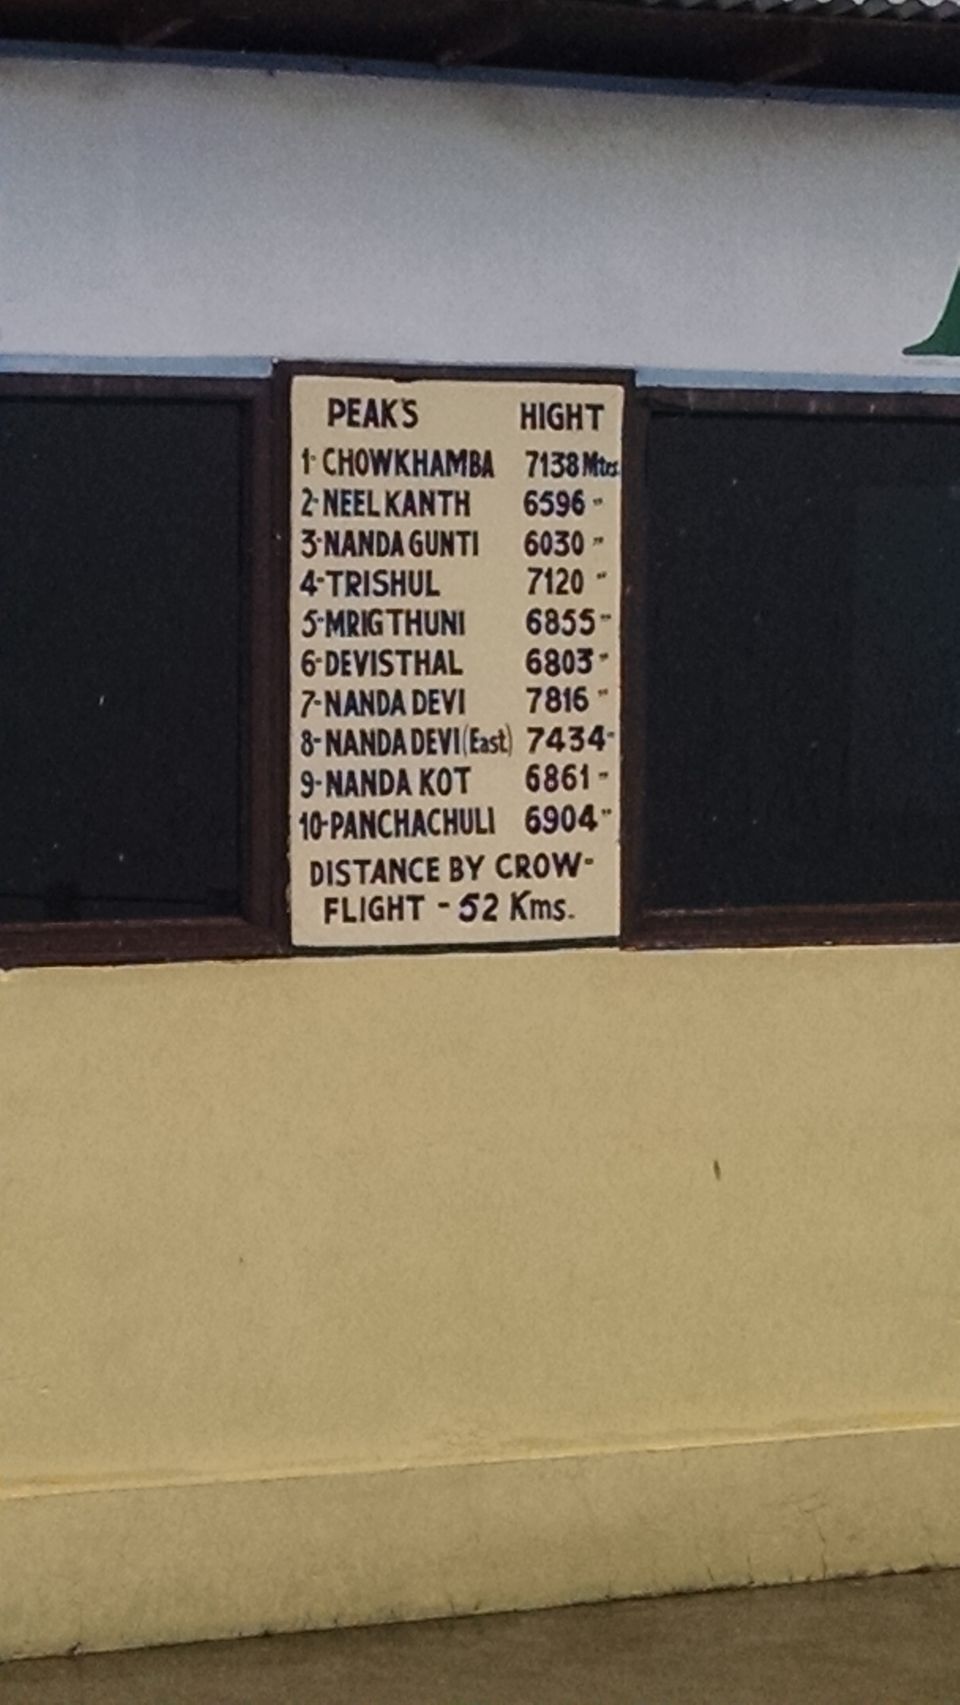 PEAK'S HIGHT
1- CHOWKHAMBA 7138 Mtrs.
2- NEELKANTH 6596 "
3- NANDA GUNTI 6030 "
4- TRISHUL 7120 "
5- MRIGTHUNI 6855 "
6- DEVISTHAL 6803 "
7- NANDA DEVI 7816 "
8- NANDA DEVI (East) 7434 "
9- NANDA KOT 6861 "
10- PANCHACHULI 6904 "
DISTANCE BY CROW-
FLIGHT - 52 Kms.